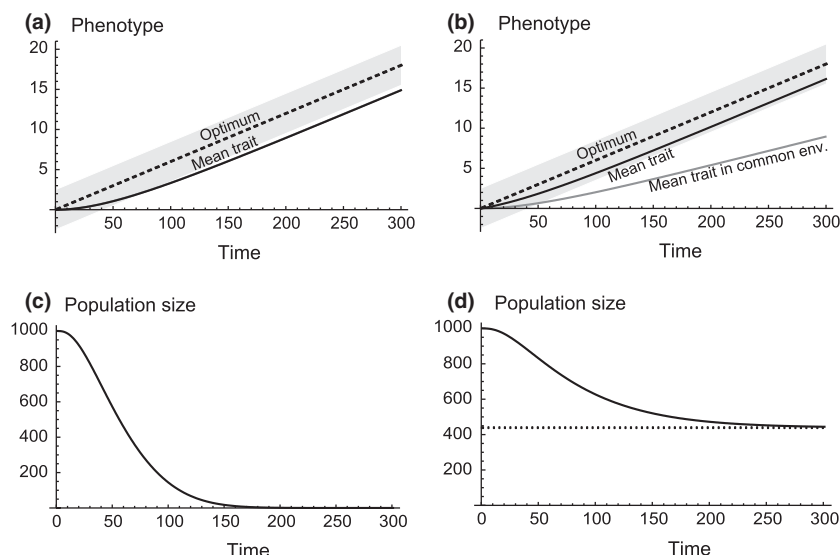 (a) Phenotype
20
15
10
5
Optimum
Mean trait
50 100 150 200 250 300
Time
(b) Phenotype
20
15
10
5
Optimum
Mean trait
Mean trait in common env.
0 50 100 150 200 250 300
Time
(c) Population size
1000
800
600
400
200
0 50 100 150 200 250 300
Time
(d) Population size
1000
800
600
400
200
0 50 100 150 200 250 300
Time